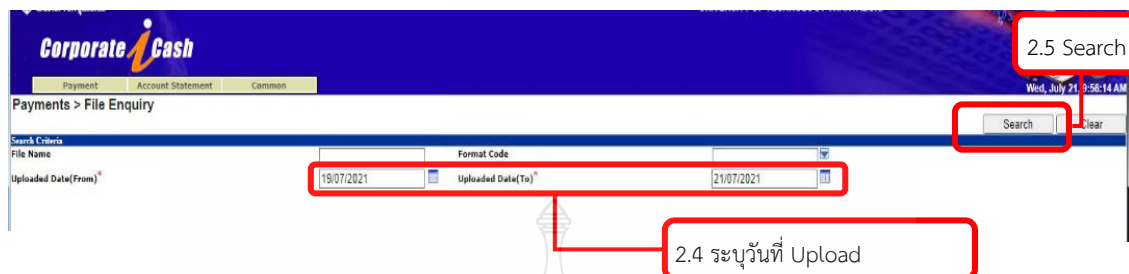 Corporate iCash
2.5 Search
Payment Account Statement Common
Wed, July 21, 9:56:14 AM
Payments > File Enquiry
Search Clear
Search Criteria
File Name Format Code
Uploaded Date(From)* 19/07/2021 Uploaded Date(To)* 21/07/2021
2.4 ระบุวันที่ Upload